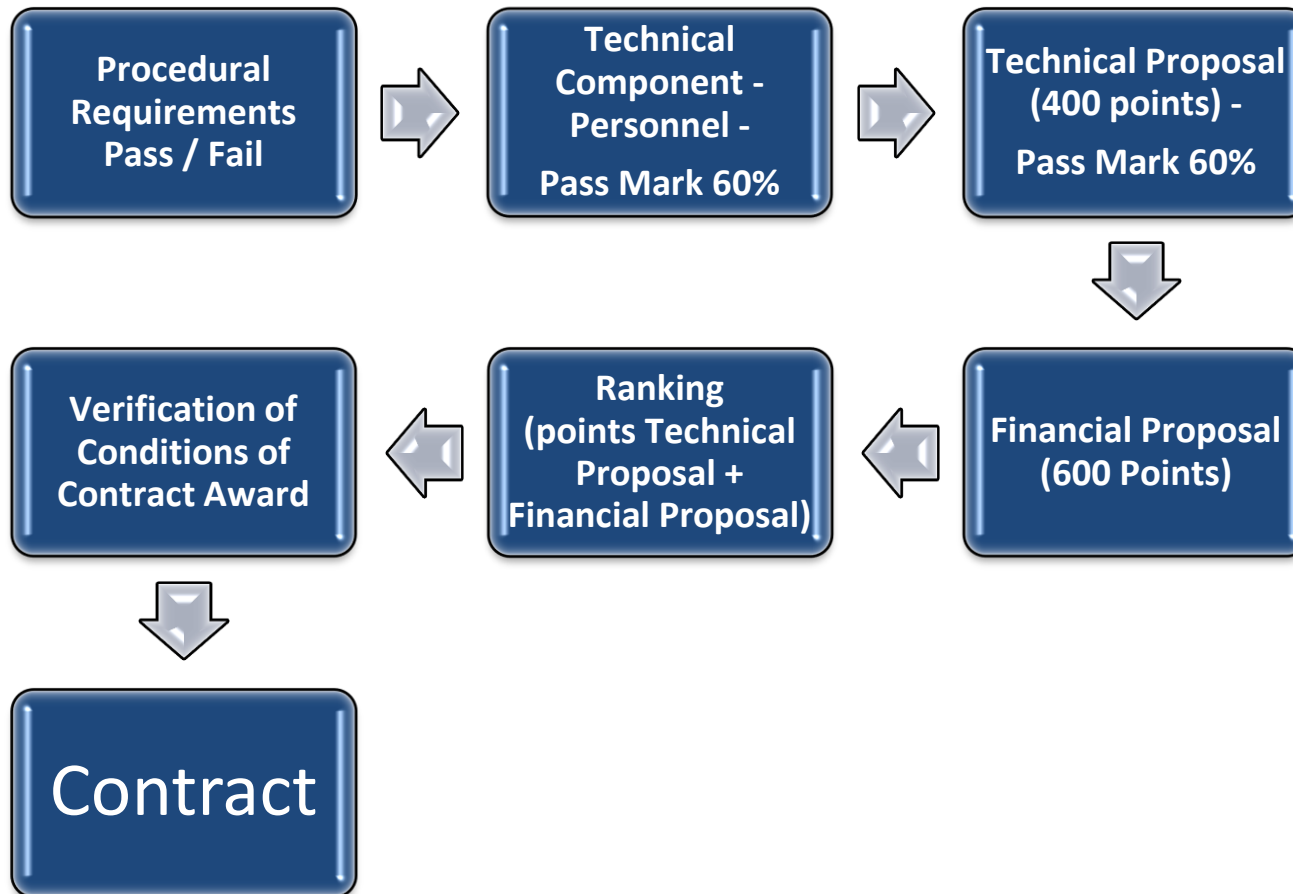 Procedural
Requirements
Pass / Fail
Technical
Component -
Personnel -
Pass Mark 60%
Technical Proposal
(400 points) -
Pass Mark 60%
Financial Proposal
(600 Points)
Ranking
(points Technical
Proposal +
Financial Proposal)
Verification of
Conditions of
Contract Award
Contract